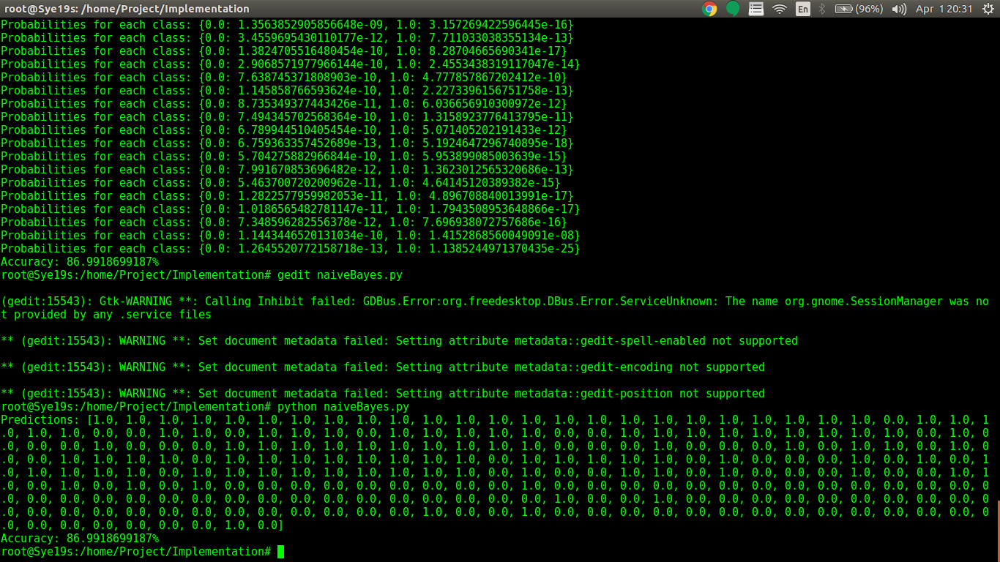 root@Sye19s: /home/Project/Implementation En (96%) Apr 1 20:31
Probabilities for each class: {0.0: 1.3563852905856648e-09, 1.0: 3.157269422596445e-16}
Probabilities for each class: {0.0: 3.4559695430110177e-12, 1.0: 7.711033038355134e-13}
Probabilities for each class: {0.0: 1.3824705516480454e-10, 1.0: 8.28704665690341e-17}
Probabilities for each class: {0.0: 2.9068571977966144e-10, 1.0: 2.4553438319117047e-14}
Probabilities for each class: {0.0: 7.638745371808903e-10, 1.0: 4.777857867202412e-10}
Probabilities for each class: {0.0: 1.145858766593624e-10, 1.0: 2.2273396156751758e-13}
Probabilities for each class: {0.0: 8.735349377443426e-11, 1.0: 6.036656910300972e-12}
Probabilities for each class: {0.0: 7.494345702568364e-10, 1.0: 1.3158923776413795e-11}
Probabilities for each class: {0.0: 6.789944510405454e-10, 1.0: 5.071405202191433e-12}
Probabilities for each class: {0.0: 6.759363357452689e-13, 1.0: 5.1924647296740895e-18}
Probabilities for each class: {0.0: 5.704275882966844e-10, 1.0: 5.953899085003639e-15}
Probabilities for each class: {0.0: 7.991670853696482e-12, 1.0: 1.3623012565320686e-13}
Probabilities for each class: {0.0: 5.463700720200962e-11, 1.0: 4.64145120389382e-15}
Probabilities for each class: {0.0: 1.2822577959982053e-11, 1.0: 4.896708840013991e-17}
Probabilities for each class: {0.0: 1.0186565482781147e-11, 1.0: 1.7943508953648866e-17}
Probabilities for each class: {0.0: 7.348596282556378e-12, 1.0: 7.696938072757686e-16}
Probabilities for each class: {0.0: 1.1443446520131034e-10, 1.0: 1.4152868560049091e-08}
Probabilities for each class: {0.0: 1.2645520772158718e-13, 1.0: 1.1385244971370435e-25}
Accuracy: 86.9918699187%
root@Sye19s:/home/Project/Implementation# gedit naiveBayes.py
(gedit:15543): Gtk-WARNING **: Calling Inhibit failed: GDBus.Error:org.freedesktop.DBus.Error.ServiceUnknown: The name org.gnome.SessionManager was no
t provided by any .service files
** (gedit:15543): WARNING **: Set document metadata failed: Setting attribute metadata::gedit-spell-enabled not supported
** (gedit:15543): WARNING **: Set document metadata failed: Setting attribute metadata::gedit-encoding not supported
** (gedit:15543): WARNING **: Set document metadata failed: Setting attribute metadata::gedit-position not supported
root@Sye19s:/home/Project/Implementation# python naiveBayes.py
Predictions: [1.0, 1.0, 1.0, 1.0, 1.0, 1.0, 1.0, 1.0, 1.0, 1.0, 1.0, 1.0, 1.0, 1.0, 1.0, 1.0, 1.0, 1.0, 1.0, 1.0, 1.0, 1.0, 1.0, 1.0, 0.0, 1.0, 1.0, 1
.0, 1.0, 1.0, 0.0, 0.0, 1.0, 1.0, 0.0, 1.0, 1.0, 0.0, 1.0, 1.0, 1.0, 1.0, 0.0, 0.0, 1.0, 1.0, 1.0, 1.0, 1.0, 1.0, 1.0, 1.0, 0.0, 1.0, 0
.0, 0.0, 0.0, 1.0, 0.0, 0.0, 0.0, 1.0, 1.0, 1.0, 1.0, 1.0, 0.0, 1.0, 1.0, 1.0, 1.0, 0.0, 1.0, 0.0, 0.0, 1.0, 0.0, 1.0, 1.0, 0.0, 1.0, 0
.0, 0.0, 1.0, 1.0, 1.0, 1.0, 0.0, 1.0, 1.0, 1.0, 1.0, 1.0, 1.0, 1.0, 0.0, 1.0, 1.0, 1.0, 1.0, 1.0, 0.0, 1.0, 0.0, 0.0, 0.0, 1.0, 0.0, 1.0, 0.0, 1
.0, 1.0, 1.0, 1.0, 1.0, 0.0, 1.0, 1.0, 1.0, 1.0, 1.0, 1.0, 1.0, 0.0, 0.0, 1.0, 0.0, 0.0, 1.0, 1.0, 0.0, 1.0, 0.0, 0.0, 0.0, 1.0, 0.0, 0.0, 1.0, 1
.0, 0.0, 1.0, 0.0, 1.0, 0.0, 1.0, 0.0, 0.0, 0.0, 0.0, 0.0, 0.0, 0.0, 0.0, 1.0, 0.0, 0.0, 0.0, 0.0, 0.0, 0.0, 0.0, 0.0, 0.0, 0.0, 0.0, 0.0, 0.0, 0
.0, 0.0, 0.0, 0.0, 0.0, 0.0, 0.0, 0.0, 0.0, 0.0, 0.0, 0.0, 0.0, 0.0, 0.0, 0.0, 1.0, 0.0, 0.0, 1.0, 0.0, 0.0, 0.0, 0.0, 0.0, 0.0, 0.0, 0.0, 0.0, 0
.0, 0.0, 0.0, 0.0, 0.0, 0.0, 0.0, 0.0, 0.0, 0.0, 0.0, 0.0, 1.0, 0.0, 0.0, 1.0, 0.0, 0.0, 0.0, 0.0, 0.0, 0.0, 0.0, 0.0, 0.0, 0.0, 0.0, 0.0, 0.0, 0
.0, 0.0, 0.0, 0.0, 0.0, 0.0, 0.0, 1.0, 0.0]
Accuracy: 86.9918699187%
root@Sye19s:/home/Project/Implementation#